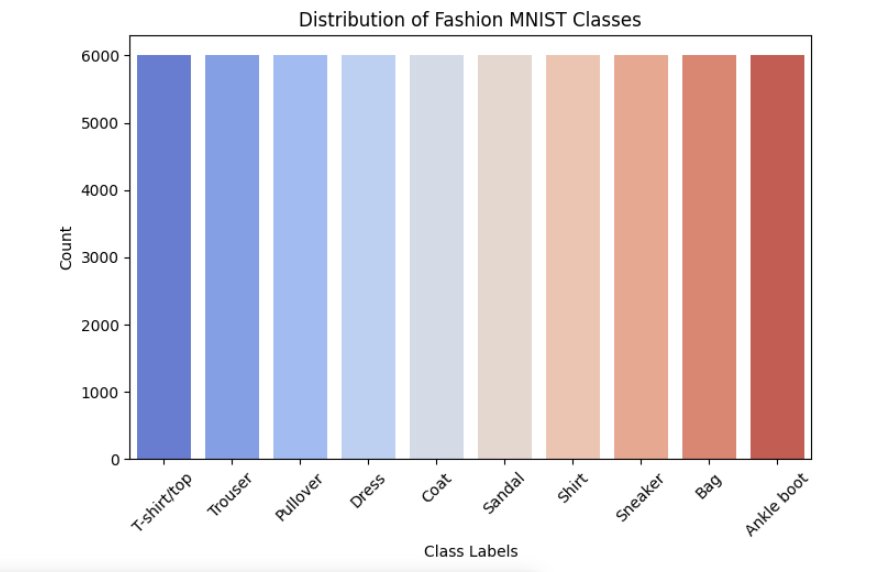 Distribution of Fashion MNIST Classes
6000
5000
4000
3000
2000
1000
0
Count
T-shirt/top
Trouser
Pullover
Dress
Coat
Sandal
Shirt
Sneaker
Bag
Ankle boot
Class Labels